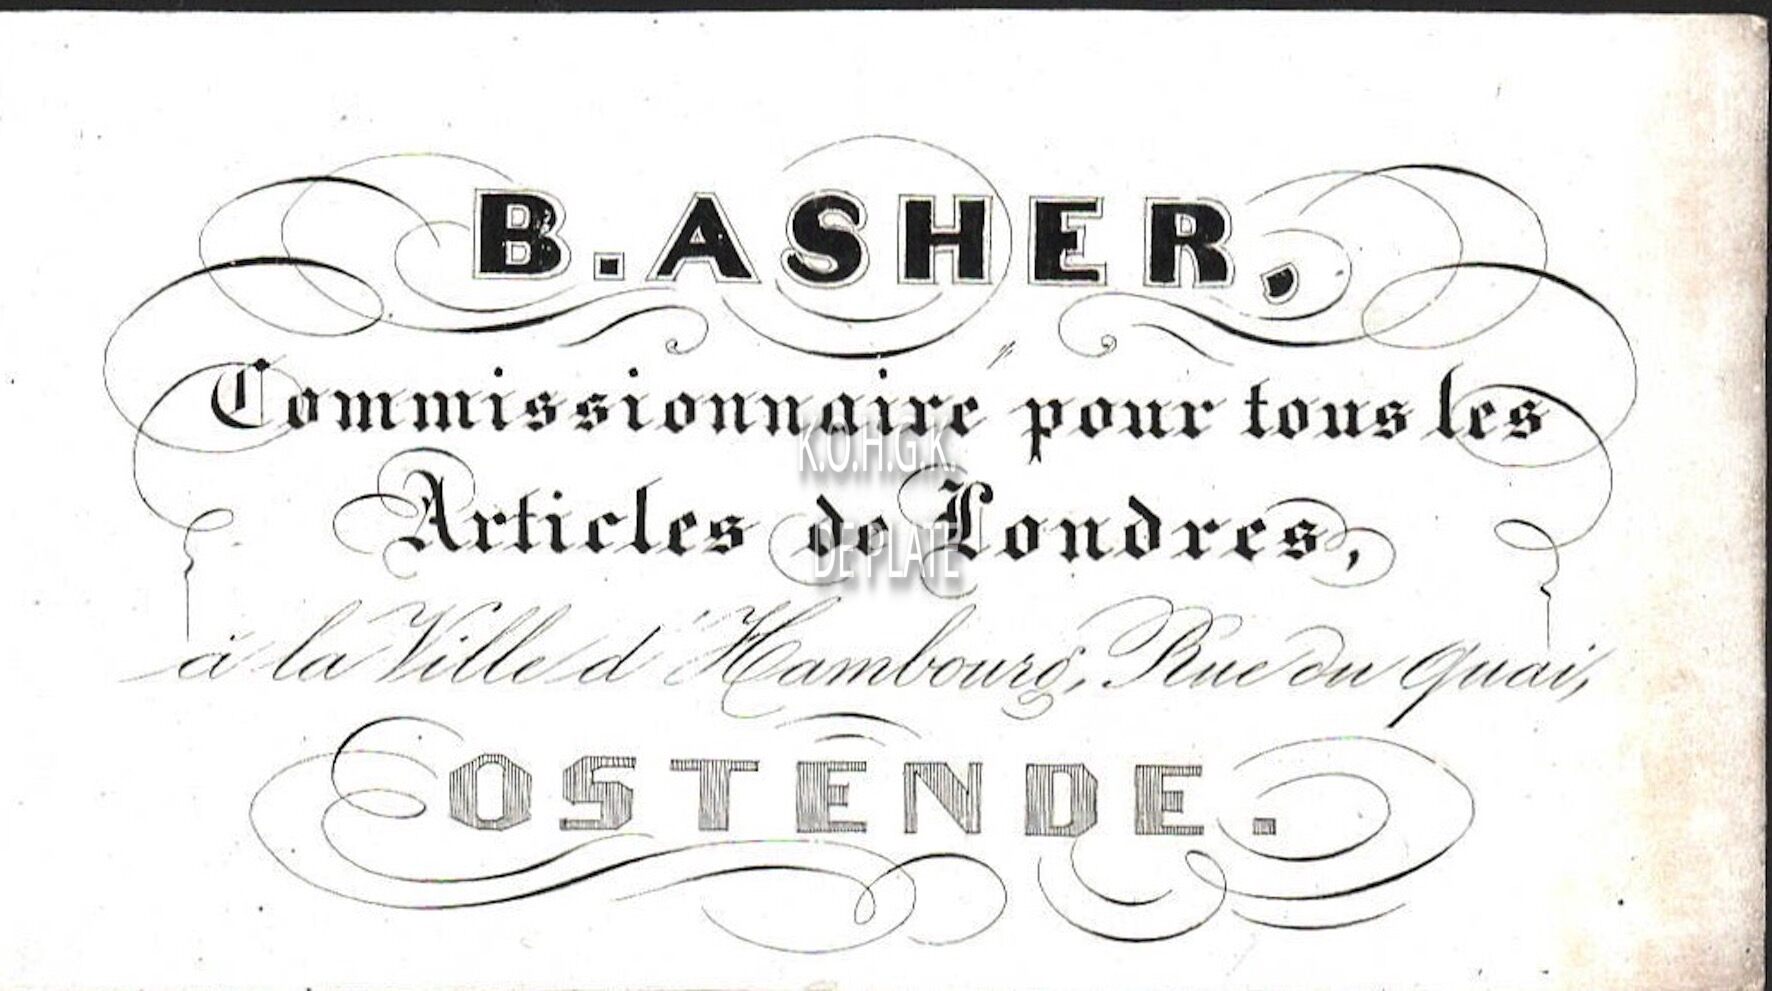 B. ASHER,
Commissionnaire pour tous les
Articles de Londres,
à la Ville d'Hambourg, Rue du Quai,
OSTENDE.
K.O.H.G.K.
DE PLATE